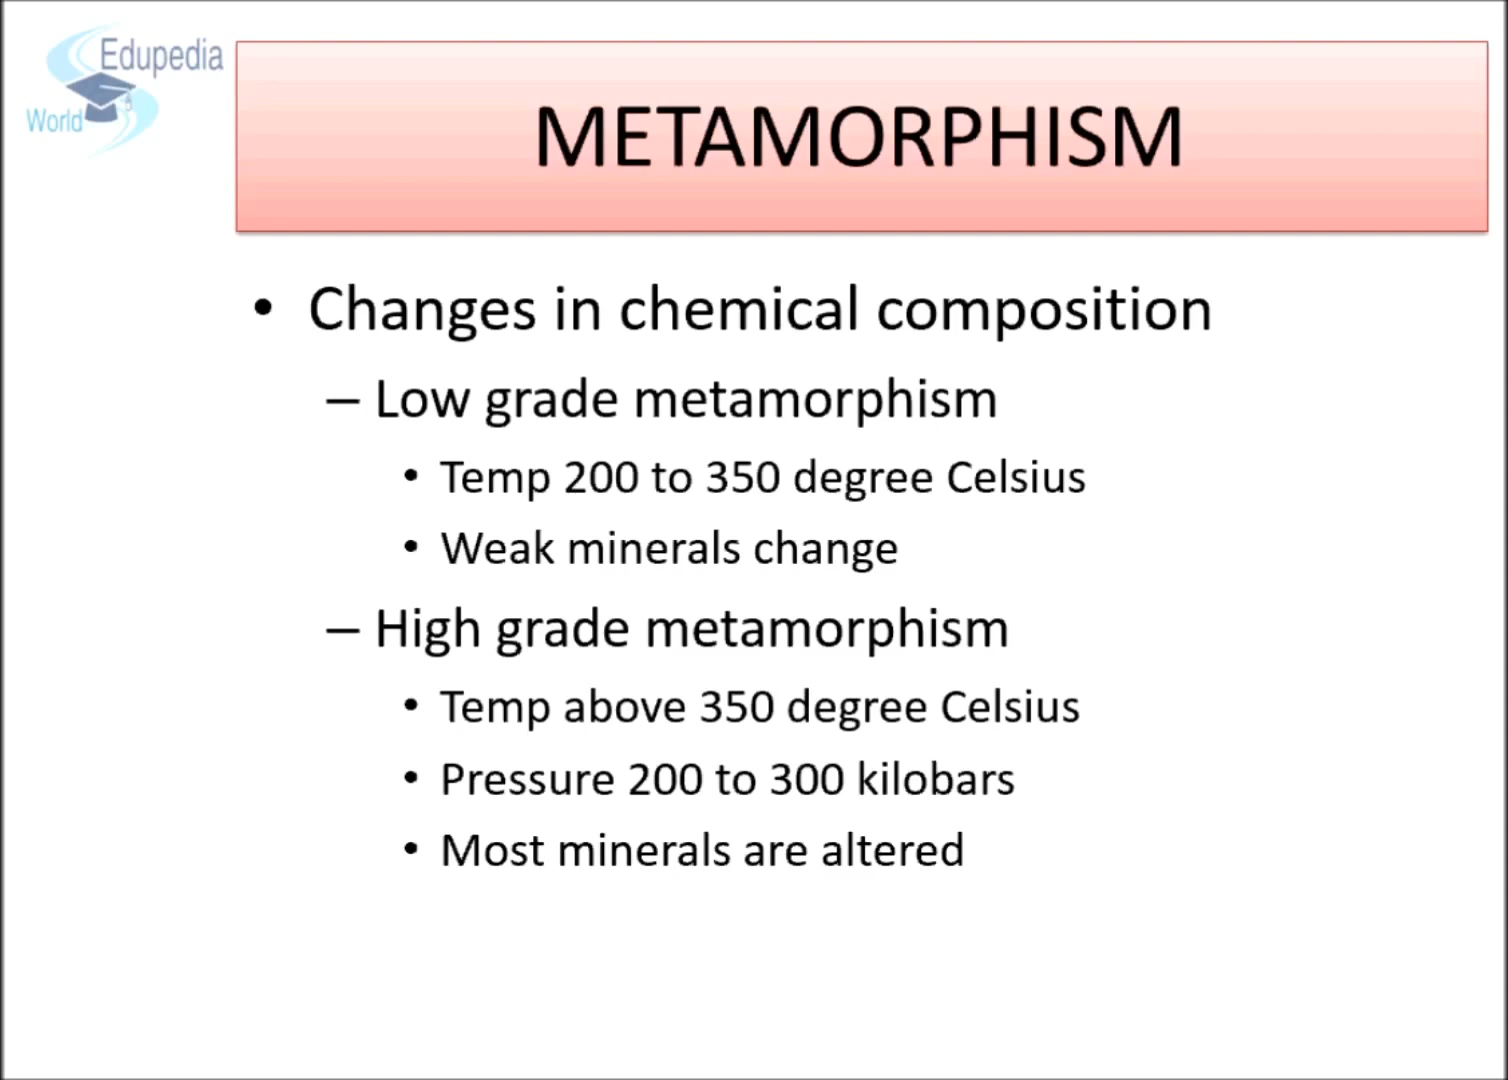 Edupedia
World
METAMORPHISM
• Changes in chemical composition
– Low grade metamorphism
• Temp 200 to 350 degree Celsius
• Weak minerals change
– High grade metamorphism
• Temp above 350 degree Celsius
• Pressure 200 to 300 kilobars
• Most minerals are altered